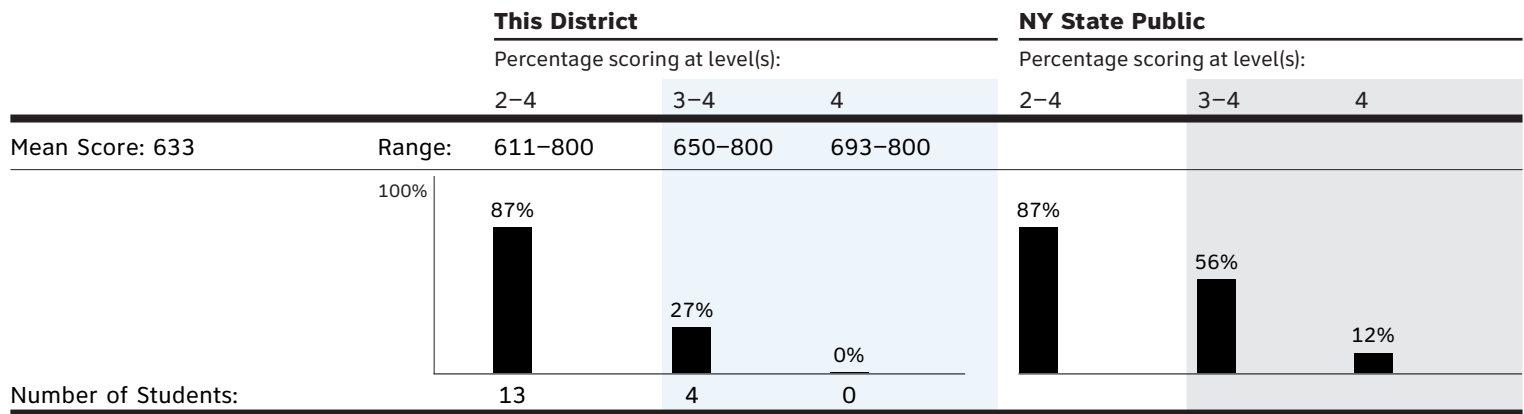 This District NY State Public
Percentage scoring at level(s): Percentage scoring at level(s):
2–4 3–4 4 2–4 3–4 4
Mean Score: 633 Range: 611–800 650–800 693–800
100%
87% 27% 0% 87% 56% 12%
Number of Students: 13 4 0